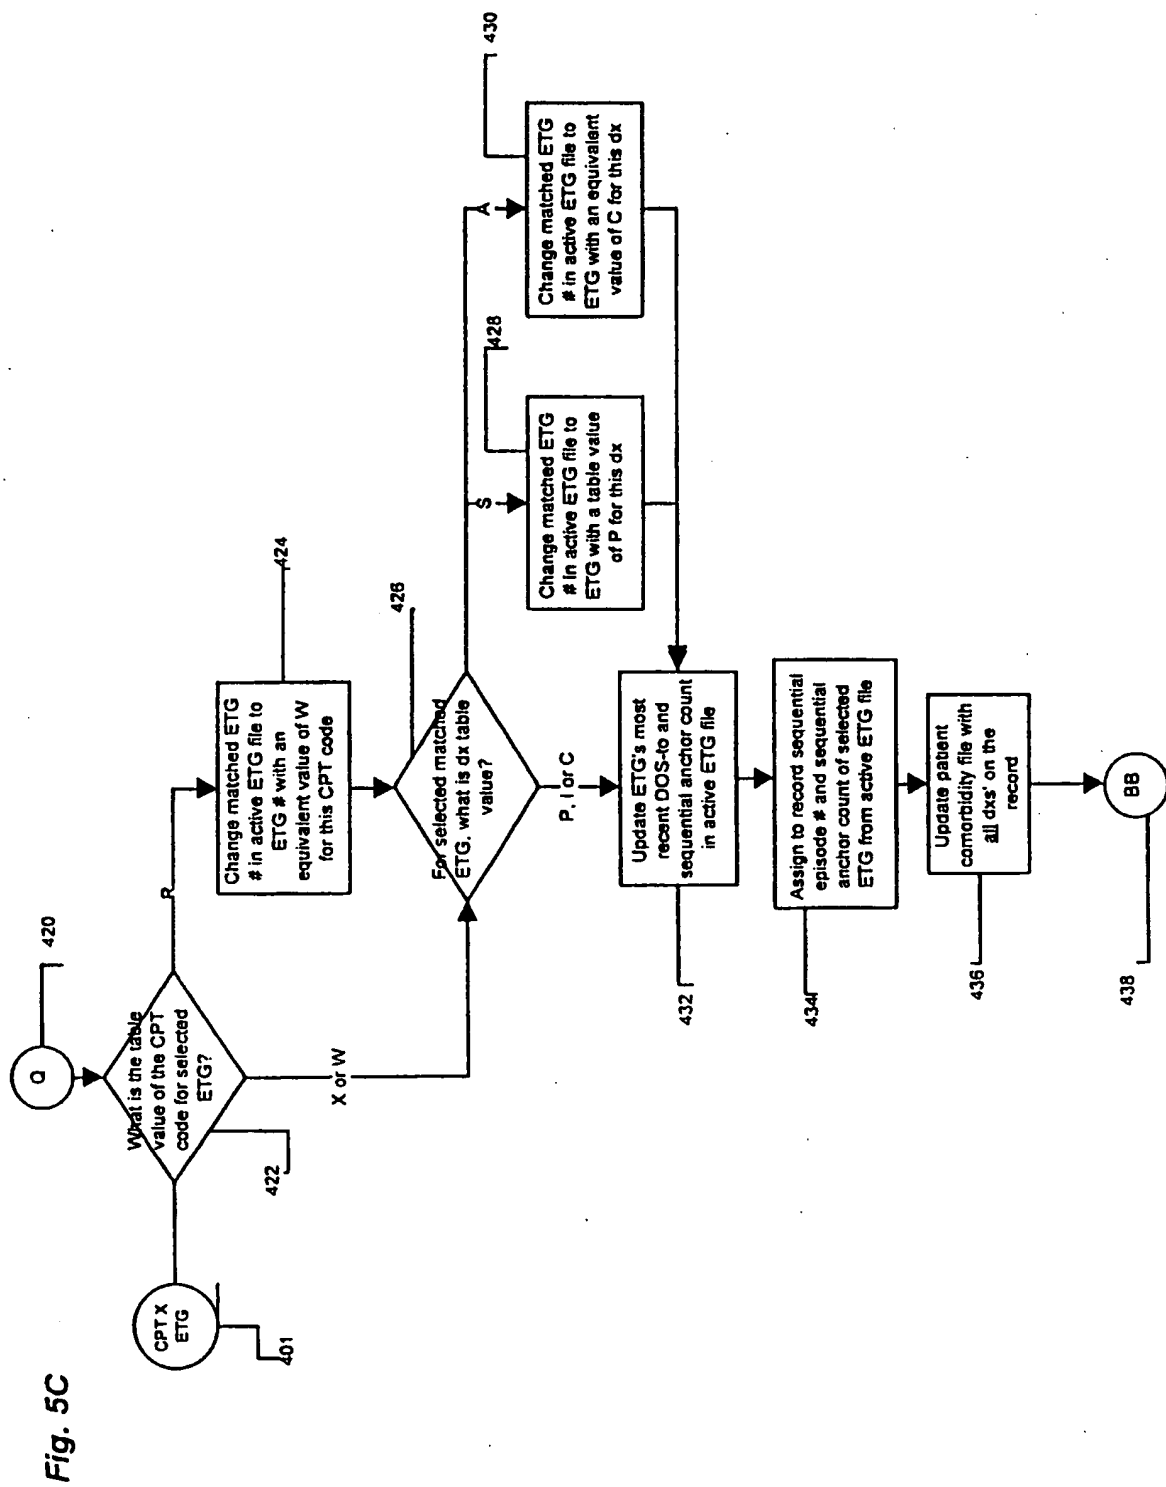 Fig. 5C
Q
420
CPT X
ETG
401
What is the table
value of the CPT
code for selected
ETG?
422
R
X or W
Change matched ETG
# in active ETG file to
ETG # with an
equivalent value of W
for this CPT code
424
For selected matched
ETG, what is dx table
value?
426
S
A
P, I or C
Change matched ETG
# in active ETG file to
ETG with a table value
of P for this dx
428
Change matched ETG
# in active ETG file to
ETG with an equivalent
value of C for this dx
430
Update ETG's most
recent DOS-to and
sequential anchor count
in active ETG file
432
Assign to record sequential
episode # and sequential
anchor count of selected
ETG from active ETG file
434
Update patient
comorbidity file with
all dxs' on the
record
436
BB
438